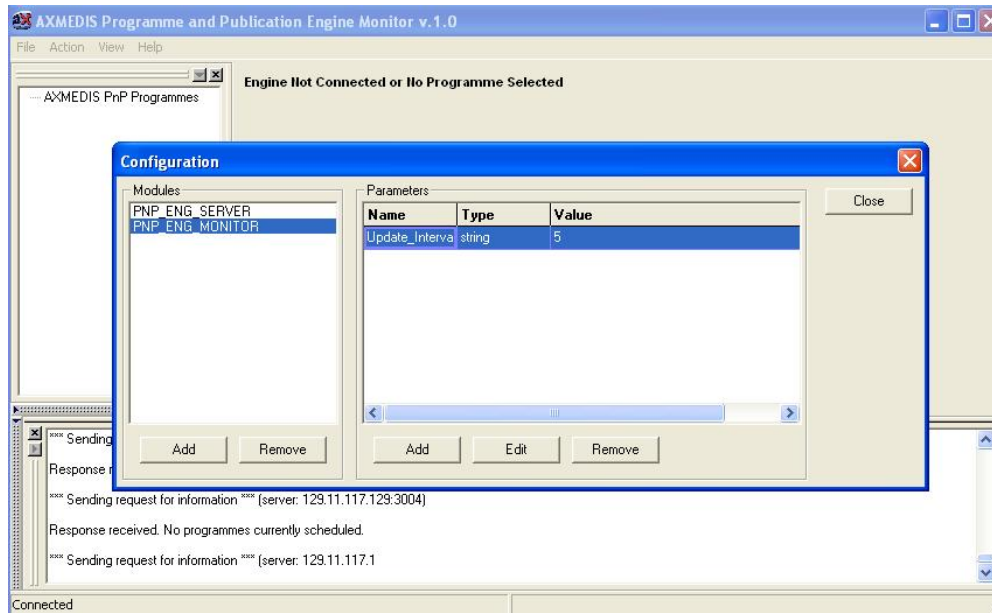 AXMEDIS Programme and Publication Engine Monitor v.1.0
File Action View Help
AXMEDIS PnP Programmes
Engine Not Connected or No Programme Selected
Configuration
Modules
PNP_ENG_SERVER
PNP_ENG_MONITOR
Add Remove
Parameters
Name Type Value
Update_Interva string 5
Add Edit Remove
Close
*** Sending
Response r
*** Sending request for information *** (server: 129.11.117.129:3004)
Response received. No programmes currently scheduled.
*** Sending request for information *** (server: 129.11.117.1
Connected